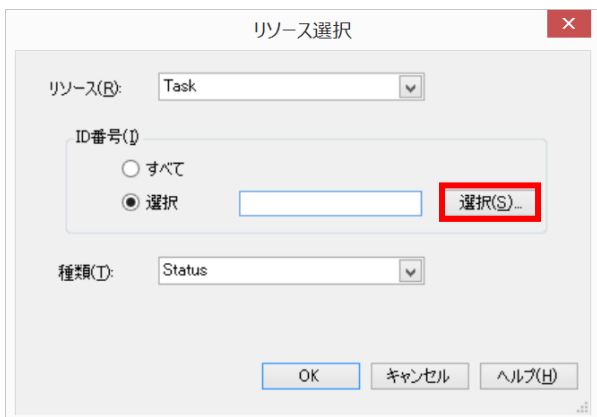 リソース選択
リソース(R): Task
ID番号(I)
すべて
選択 選択(S)...
種類(T): Status
OK キャンセル ヘルプ(H)